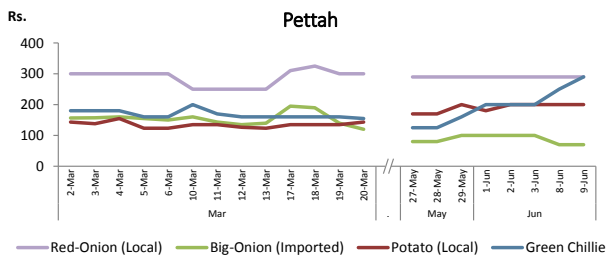 Rs.
Pettah
400
300
200
100
0
2-Mar
3-Mar
4-Mar
5-Mar
6-Mar
10-Mar
11-Mar
12-Mar
13-Mar
17-Mar
18-Mar
19-Mar
20-Mar
//
27-May
28-May
29-May
1-Jun
2-Jun
3-Jun
8-Jun
9-Jun
Mar . May Jun
Red-Onion (Local) Big-Onion (Imported) Potato (Local) Green Chillie